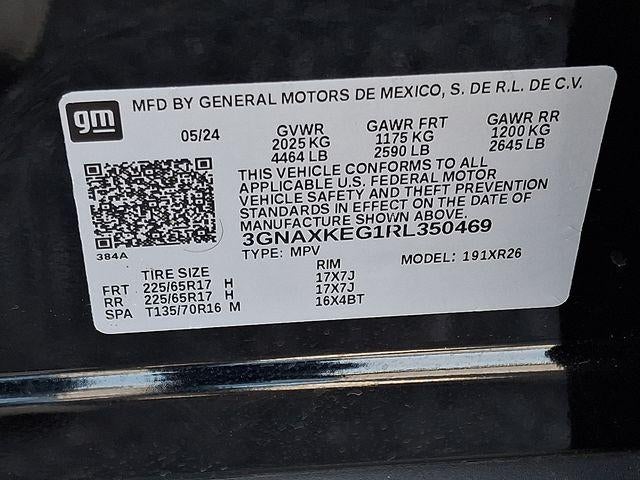 gm
MFD BY GENERAL MOTORS DE MEXICO, S. DE R.L. DE C.V.
05/24 GVWR GAWR FRT GAWR RR
2025 KG 1175 KG 1200 KG
4464 LB 2590 LB 2645 LB
THIS VEHICLE CONFORMS TO ALL
APPLICABLE U.S. FEDERAL MOTOR
VEHICLE SAFETY AND THEFT PREVENTION
STANDARDS IN EFFECT ON THE DATE OF
MANUFACTURE SHOWN ABOVE.
3GNAXKEG1RL350469
384A
TYPE: MPV MODEL: 191XR26
TIRE SIZE RIM
FRT 225/65R17 H 17X7J
RR 225/65R17 H 17X7J
SPA T135/70R16 M 16X4BT